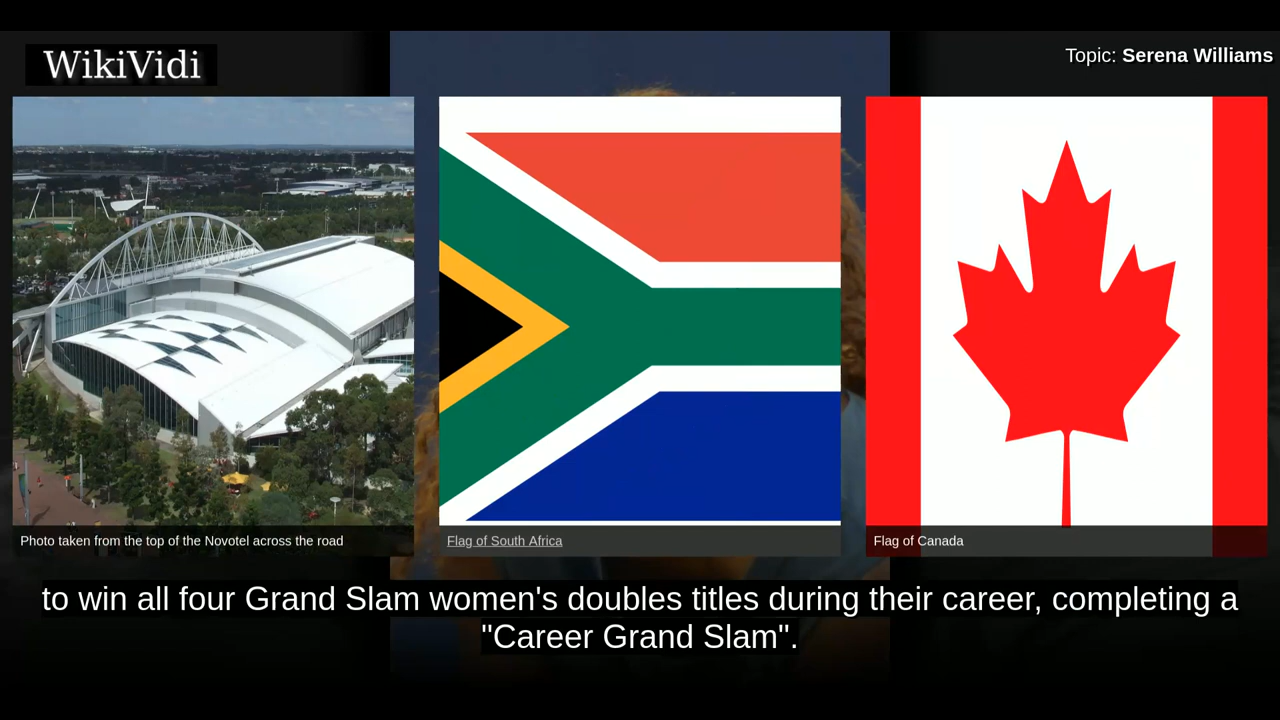 WikiVidi
Topic: Serena Williams
Photo taken from the top of the Novotel across the road
Flag of South Africa
Flag of Canada
to win all four Grand Slam women's doubles titles during their career, completing a
"Career Grand Slam".